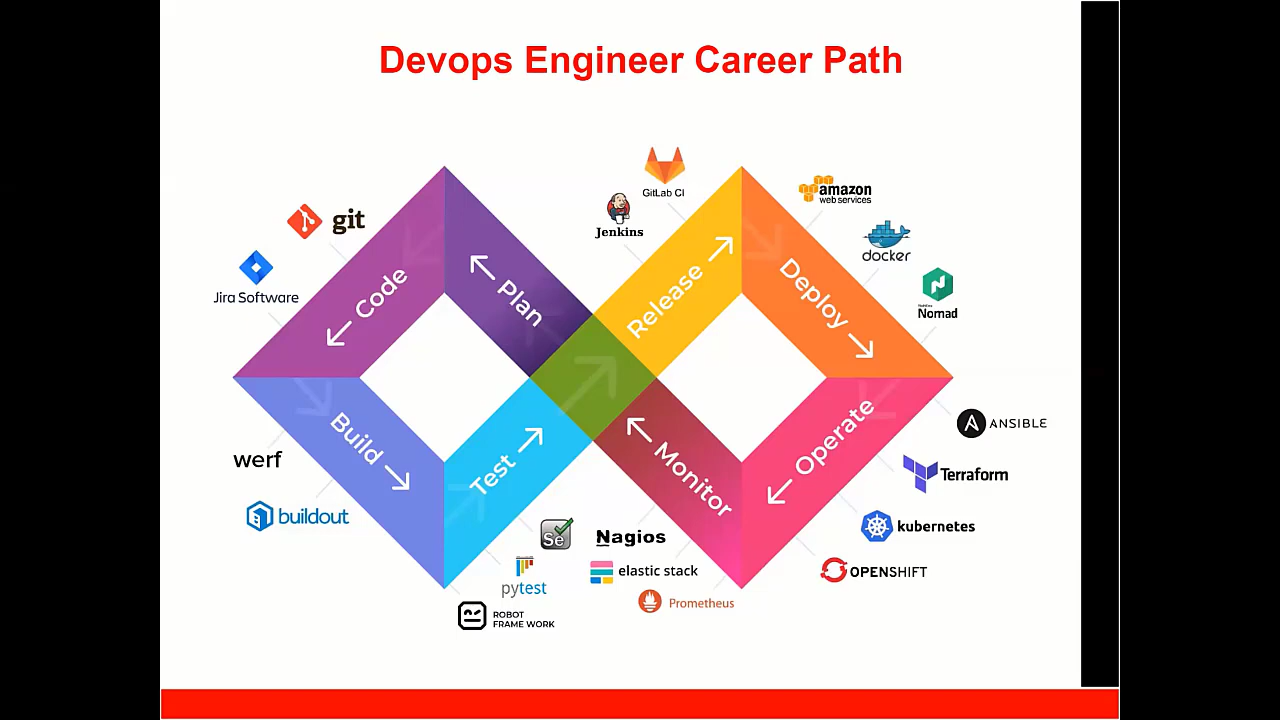 Devops Engineer Career Path
GitLab CI
Jenkins
amazon
web services
docker
Nomad
git
Jira Software
Code
Plan
Release
Deploy
Build
Test
Monitor
Operate
werf
buildout
Se
pytest
ROBOT
FRAME WORK
Nagios
elastic stack
Prometheus
A ANSIBLE
Terraform
kubernetes
OPENSHIFT